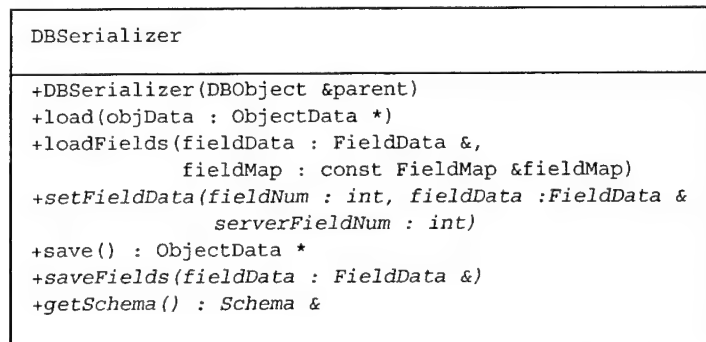 DBSerializer
+DBSerializer(DBObject &parent)
+load(objData : ObjectData *)
+loadFields(fieldData : FieldData &,
fieldMap : const FieldMap &fieldMap)
+setFieldData(fieldNum : int, fieldData :FieldData &
serverFieldNum : int)
+save() : ObjectData *
+saveFields(fieldData : FieldData &)
+getSchema() : Schema &